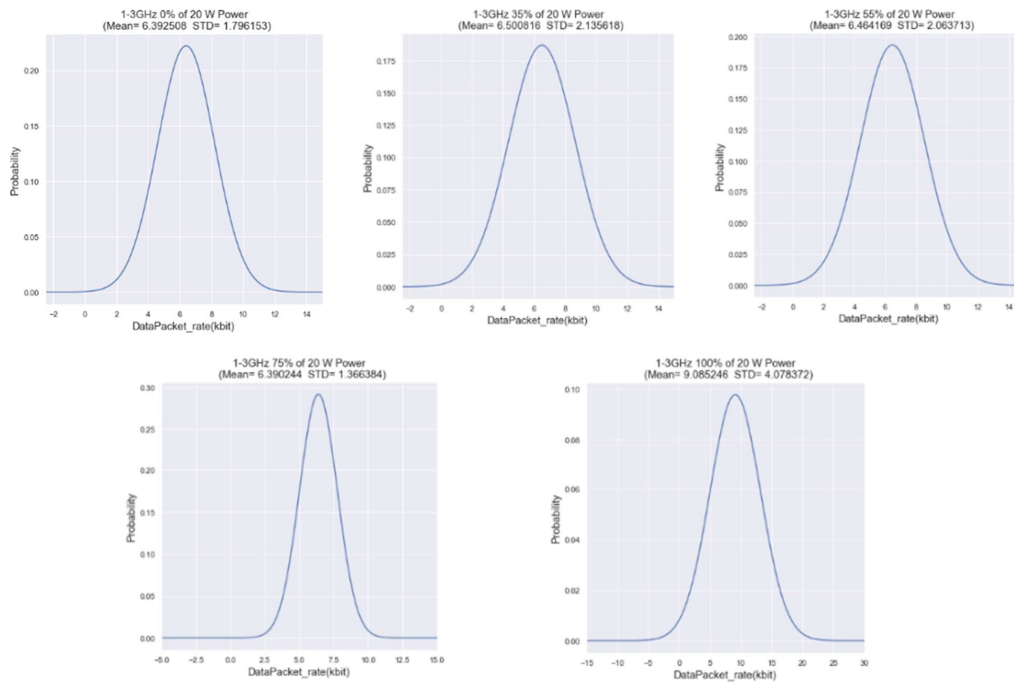 1-3GHz 0% of 20 W Power
(Mean= 6.392508 STD= 1.796153)
0.20
0.15
0.10
0.05
0.00
Probability
−2 0 2 4 6 8 10 12 14
DataPacket_rate(kbit)
1-3GHz 35% of 20 W Power
(Mean= 6.500816 STD= 2.135618)
0.175
0.150
0.125
0.100
0.075
0.050
0.025
0.000
Probability
−2 0 2 4 6 8 10 12 14
DataPacket_rate(kbit)
1-3GHz 55% of 20 W Power
(Mean= 6.464169 STD= 2.063713)
0.200
0.175
0.150
0.125
0.100
0.075
0.050
0.025
0.000
Probability
−2 0 2 4 6 8 10 12 14
DataPacket_rate(kbit)
1-3GHz 75% of 20 W Power
(Mean= 6.390244 STD= 1.366384)
0.30
0.25
0.20
0.15
0.10
0.05
0.00
Probability
−5.0 −2.5 0.0 2.5 5.0 7.5 10.0 12.5 15.0
DataPacket_rate(kbit)
1-3GHz 100% of 20 W Power
(Mean= 9.085246 STD= 4.078372)
0.10
0.08
0.06
0.04
0.02
0.00
Probability
−15 −10 −5 0 5 10 15 20 25 30
DataPacket_rate(kbit)